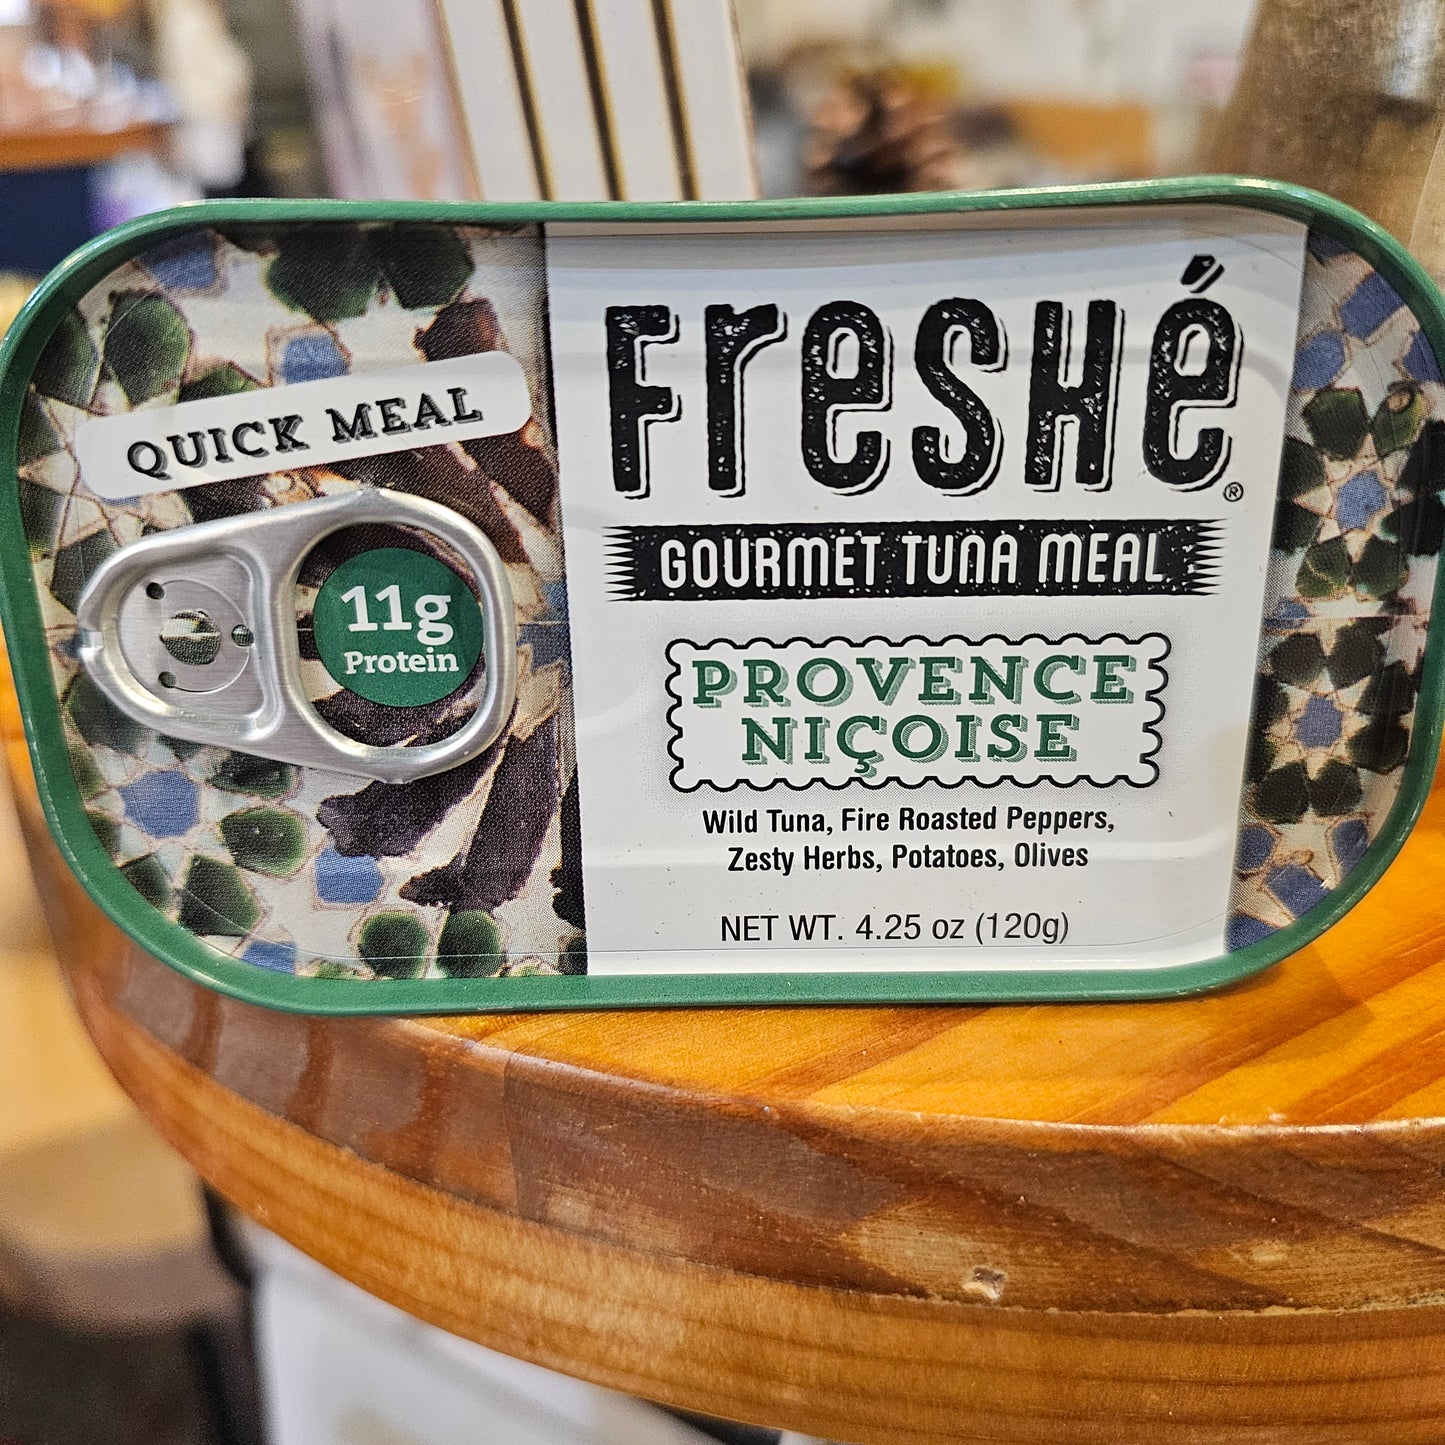 QUICK MEAL
11g
Protein
FRESHÉ®
GOURMET TUNA MEAL
PROVENCE
NIÇOISE
Wild Tuna, Fire Roasted Peppers,
Zesty Herbs, Potatoes, Olives
NET WT. 4.25 oz (120g)